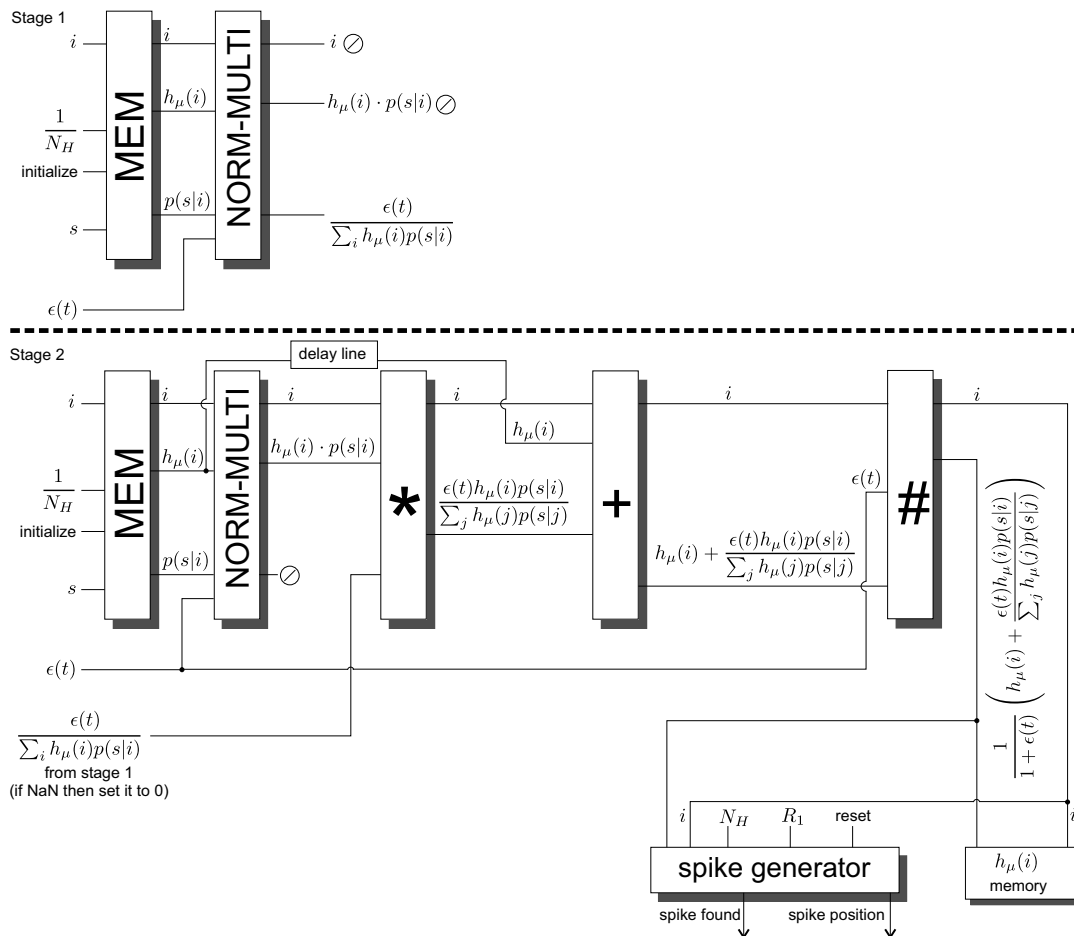 Stage 1
i
i
i ⊘
MEM
NORM-MULTI
h_μ(i)
h_μ(i) · p(s|i) ⊘
1/N_H
initialize
p(s|i)
ϵ(t)/∑_i h_μ(i)p(s|i)
s
ϵ(t)
Stage 2
delay line
i
i
i
i
i
i
MEM
NORM-MULTI
*
+
#
h_μ(i)
h_μ(i)
h_μ(i) · p(s|i)
1/N_H
ϵ(t)h_μ(i)p(s|i)/∑_j h_μ(j)p(s|j)
ϵ(t)
initialize
h_μ(i) + ϵ(t)h_μ(i)p(s|i)/∑_j h_μ(j)p(s|j)
p(s|i)
⊘
s
1/(1 + ϵ(t)) (h_μ(i) + ϵ(t)h_μ(i)p(s|i)/∑_j h_μ(j)p(s|j))
ϵ(t)
ϵ(t)/∑_i h_μ(i)p(s|i)
from stage 1
(if NaN then set it to 0)
i
N_H
R_1
reset
i
spike generator
h_μ(i)
memory
spike found
spike position